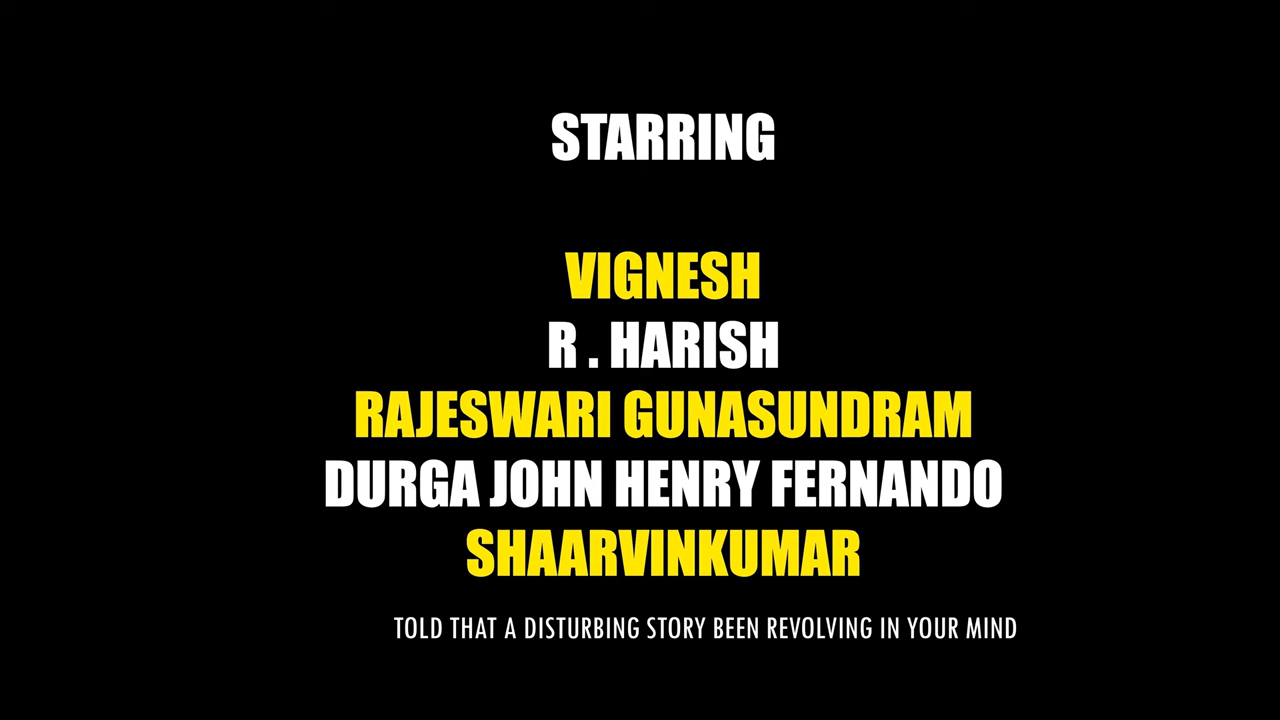 STARRING
VIGNESH
R . HARISH
RAJESWARI GUNASUNDRAM
DURGA JOHN HENRY FERNANDO
SHAARVINKUMAR
TOLD THAT A DISTURBING STORY BEEN REVOLVING IN YOUR MIND